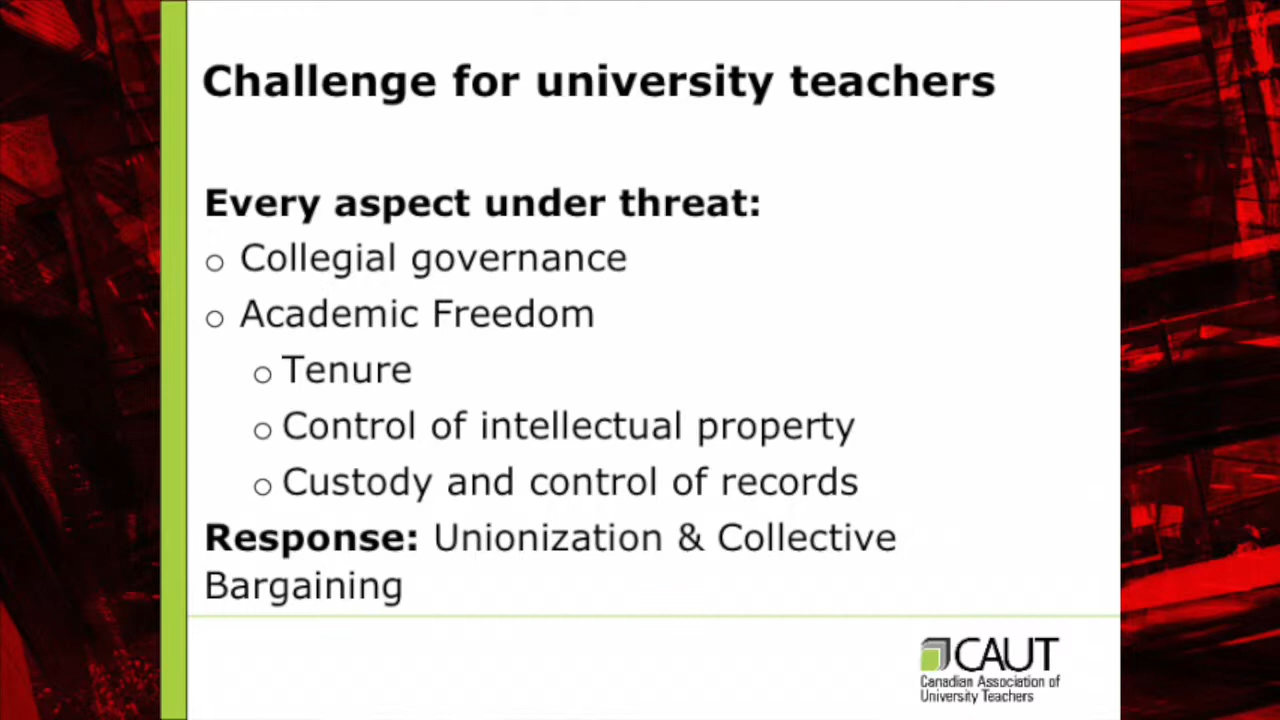 Challenge for university teachers
Every aspect under threat:
o Collegial governance
o Academic Freedom
o Tenure
o Control of intellectual property
o Custody and control of records
Response: Unionization & Collective
Bargaining
CAUT
Canadian Association of
University Teachers